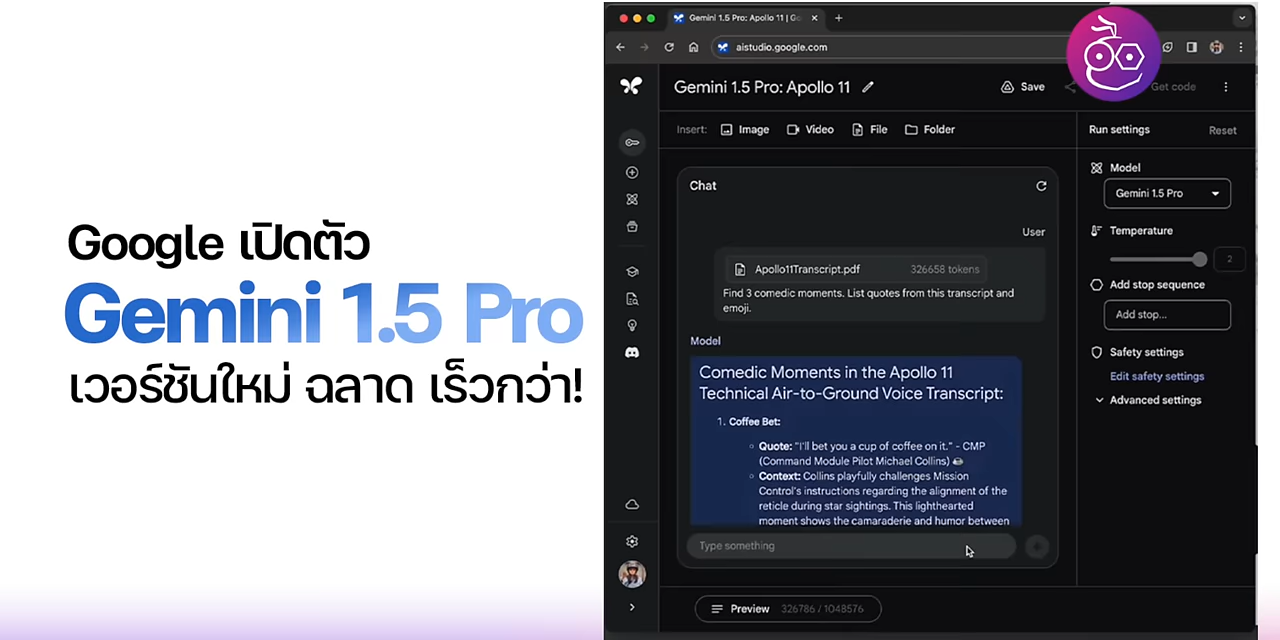 Google เปิดตัว
Gemini 1.5 Pro
เวอร์ชันใหม่ ฉลาด เร็วกว่า!
Gemini 1.5 Pro: Apollo 11 | Go
aistudio.google.com
Gemini 1.5 Pro: Apollo 11
Save
Get code
Insert: Image Video File Folder
Run settings Reset
Chat
User
Apollo11Transcript.pdf 326658 tokens
Find 3 comedic moments. List quotes from this transcript and
emoji.
Model
Comedic Moments in the Apollo 11
Technical Air-to-Ground Voice Transcript:
1. Coffee Bet:
Quote: "I'll bet you a cup of coffee on it." - CMP
(Command Module Pilot Michael Collins) ☕
Context: Collins playfully challenges Mission
Control's instructions regarding the alignment of the
reticle during star sightings. This lighthearted
moment shows the camaraderie and humor between
Type something
Preview 326786 / 1048576
Model
Gemini 1.5 Pro
Temperature
2
Add stop sequence
Add stop...
Safety settings
Edit safety settings
Advanced settings